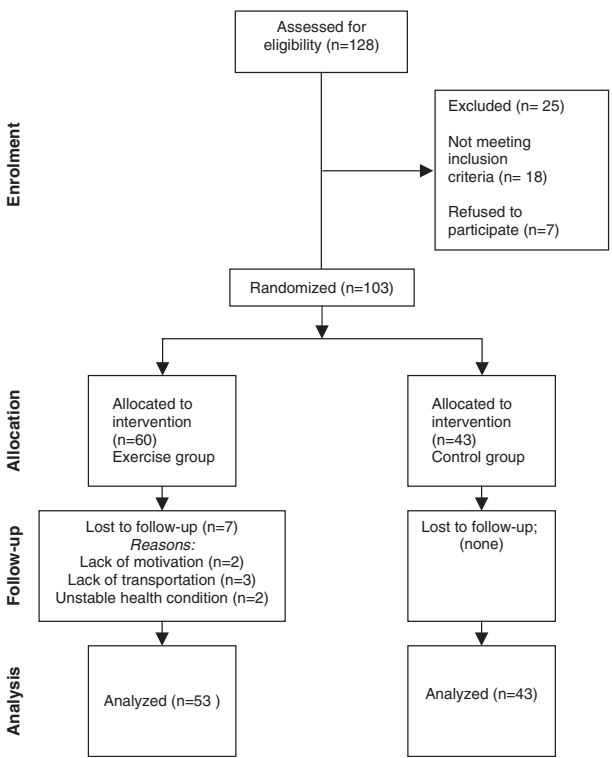 Assessed for
eligibility (n=128)
Enrolment
Excluded (n= 25)
Not meeting
inclusion
criteria (n= 18)
Refused to
participate (n=7)
Randomized (n=103)
Allocation
Allocated to
intervention
(n=60)
Exercise group
Allocated to
intervention
(n=43)
Control group
Follow-up
Lost to follow-up (n=7)
Reasons:
Lack of motivation (n=2)
Lack of transportation (n=3)
Unstable health condition (n=2)
Lost to follow-up;
(none)
Analysis
Analyzed (n=53 )
Analyzed (n=43)